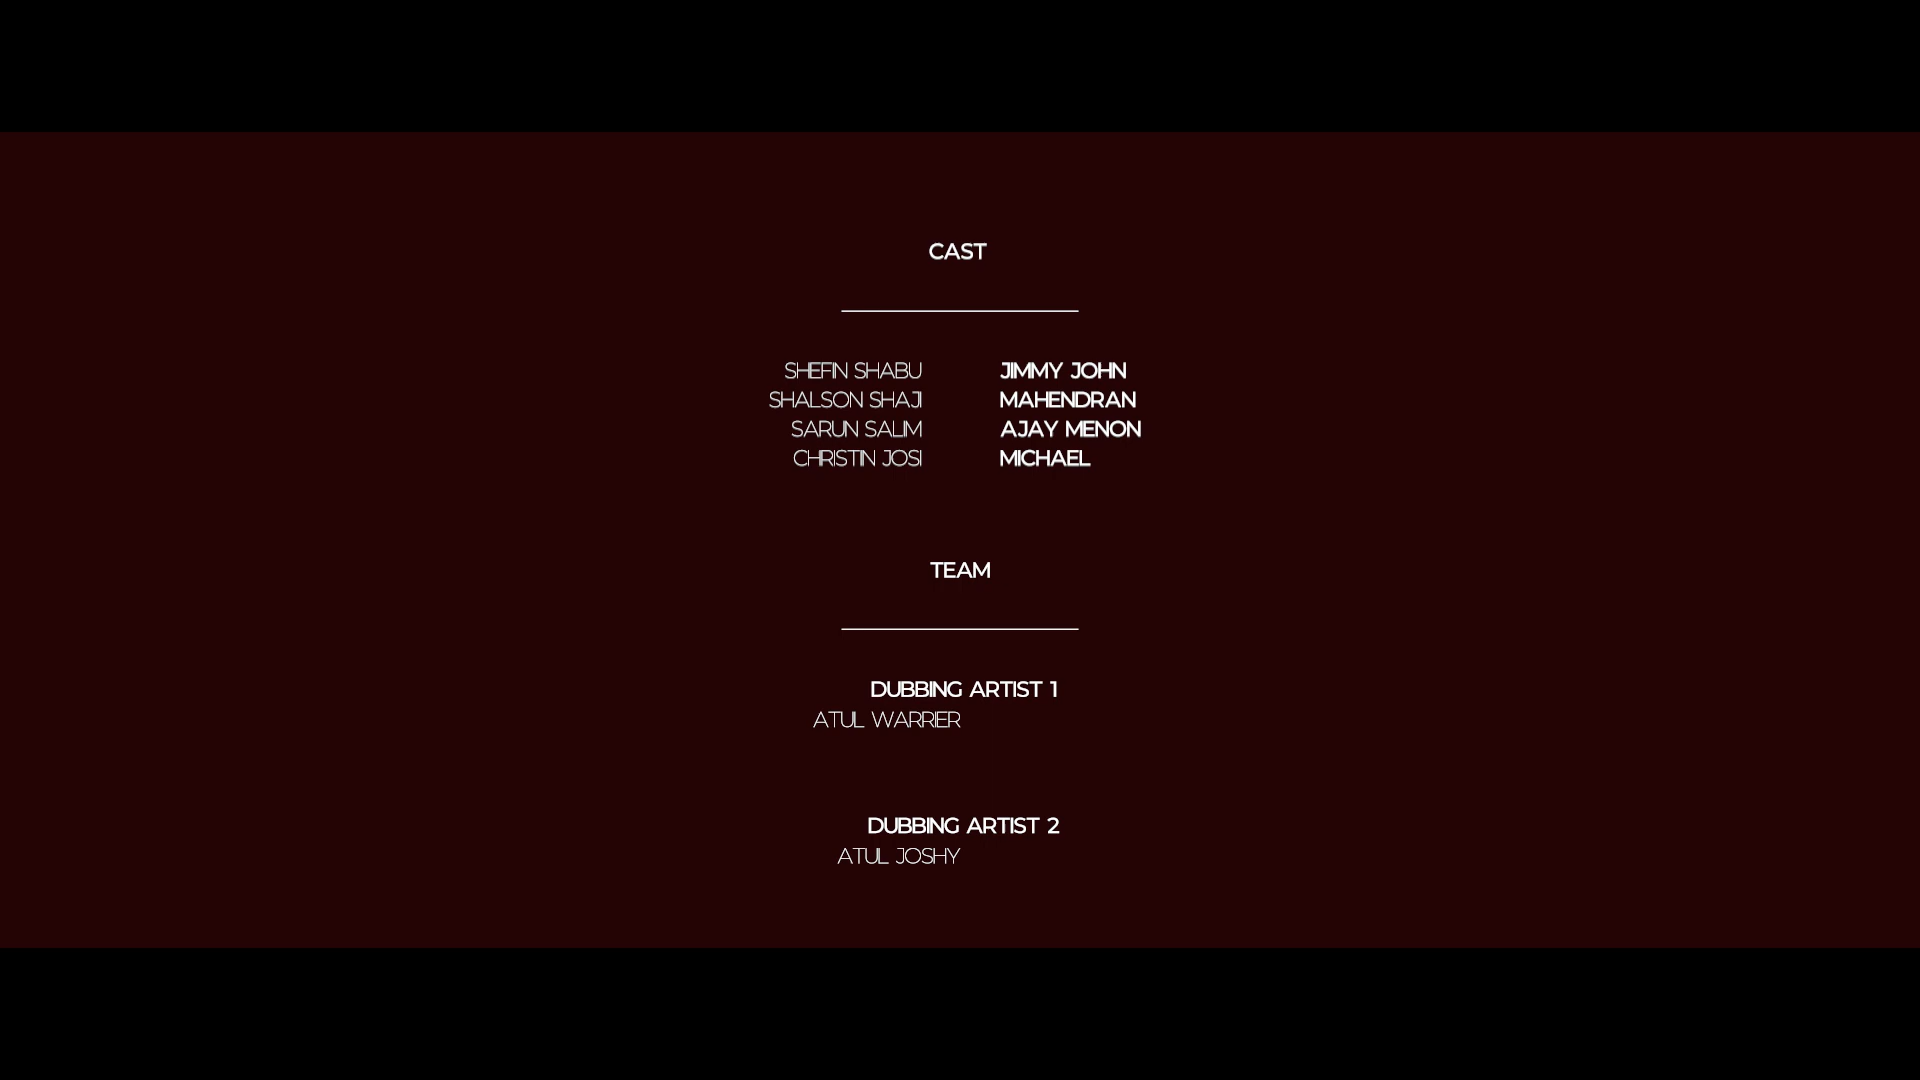 CAST
SHEFIN SHABU JIMMY JOHN
SHALSON SHAJI MAHENDRAN
SARUN SALIM AJAY MENON
CHRISTIN JOSI MICHAEL
TEAM
DUBBING ARTIST 1
ATUL WARRIER
DUBBING ARTIST 2
ATUL JOSHY